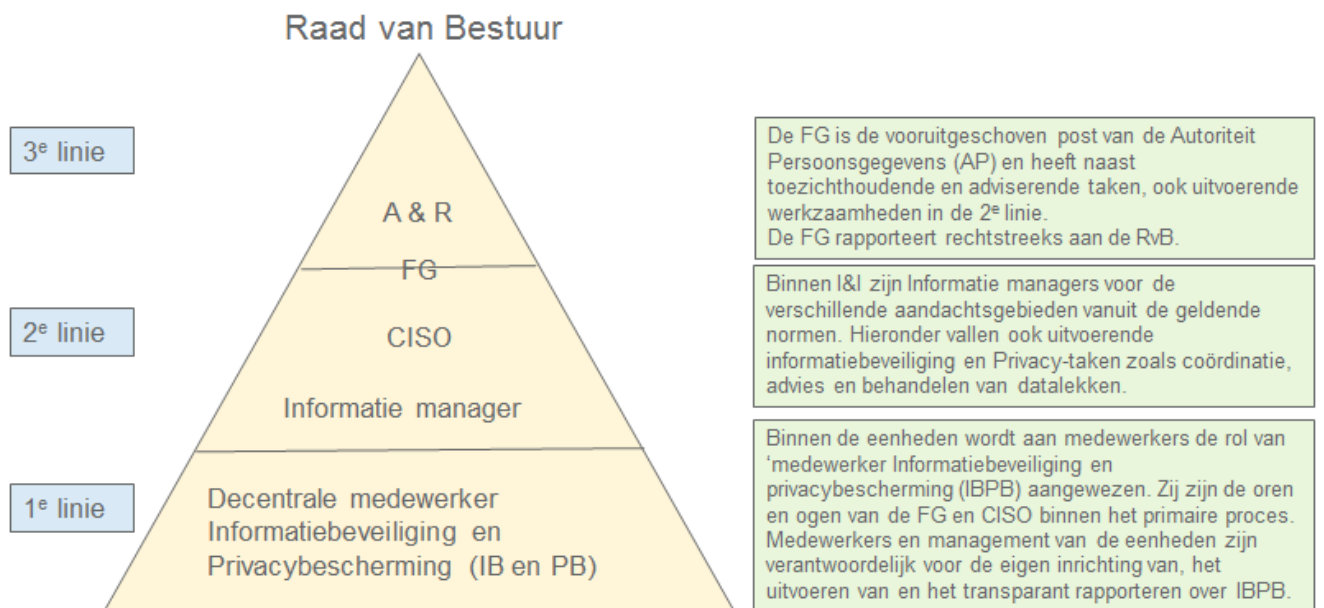 Raad van Bestuur
3e linie
A & R
FG
2e linie
CISO
Informatie manager
1e linie
Decentrale medewerker
Informatiebeveiliging en
Privacybescherming (IB en PB)
De FG is de vooruitgeschoven post van de Autoriteit
Persoonsgegevens (AP) en heeft naast
toezichthoudende en adviserende taken, ook uitvoerende
werkzaamheden in de 2e linie.
De FG rapporteert rechtstreeks aan de RvB.
Binnen I&I zijn Informatie managers voor de
verschillende aandachtsgebieden vanuit de geldende
normen. Hieronder vallen ook uitvoerende
informatiebeveiliging en Privacy-taken zoals coördinatie,
advies en behandelen van datalekken.
Binnen de eenheden wordt aan medewerkers de rol van
‘medewerker Informatiebeveiliging en
privacybescherming (IBPB) aangewezen. Zij zijn de oren
en ogen van de FG en CISO binnen het primaire proces.
Medewerkers en management van de eenheden zijn
verantwoordelijk voor de eigen inrichting van, het
uitvoeren van en het transparant rapporteren over IBPB.